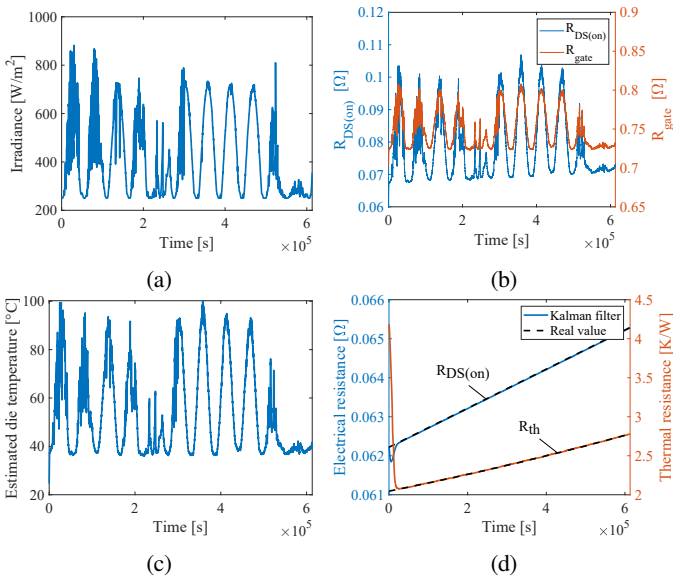 1000
800
600
400
200
Irradiance [W/m²]
0 2 4 6
Time [s]
×10⁵
(a)
0.12
0.11
0.1
0.09
0.08
0.07
0.06
R_DS(on) [Ω]
R_DS(on)
R_gate
0.9
0.85
0.8
0.75
0.7
0.65
R_gate [Ω]
0 2 4 6
Time [s]
×10⁵
(b)
100
80
60
40
20
Estimated die temperature [°C]
0 2 4 6
Time [s]
×10⁵
(c)
0.066
0.065
0.064
0.063
0.062
0.061
Electrical resistance [Ω]
Kalman filter
Real value
R_DS(on)
R_th
4.5
4
3.5
3
2.5
2
Thermal resistance [K/W]
0 2 4 6
Time [s]
×10⁵
(d)